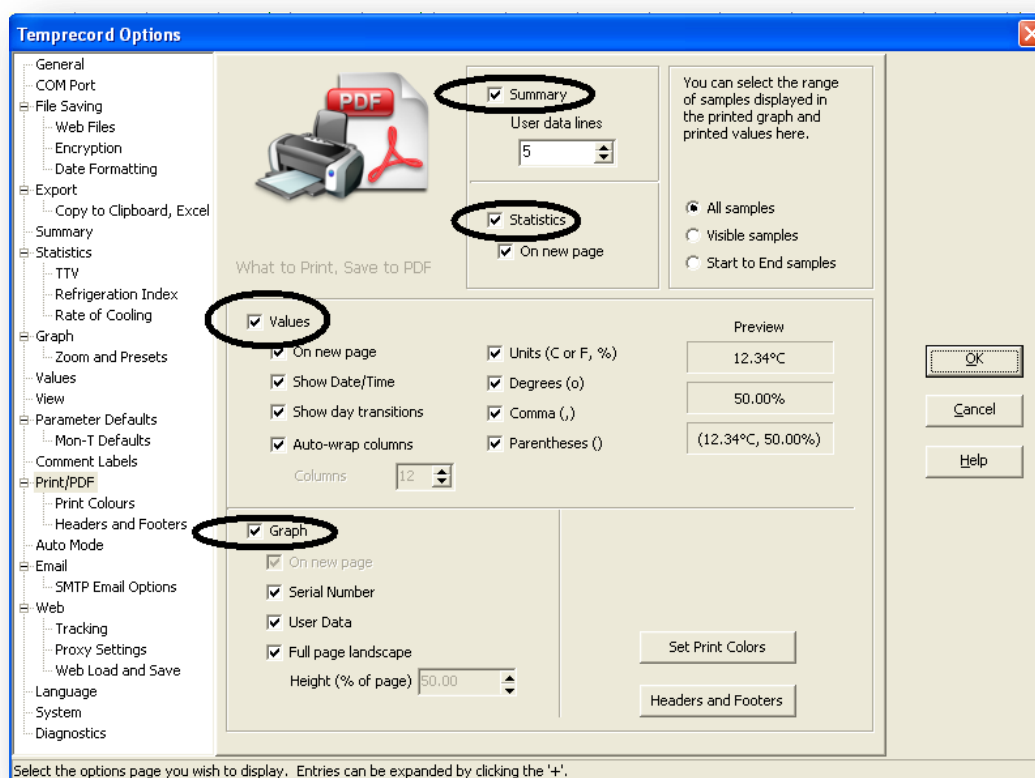 Temprecord Options
General
COM Port
File Saving
Web Files
Encryption
Date Formatting
Export
Copy to Clipboard, Excel
Summary
Statistics
TTV
Refrigeration Index
Rate of Cooling
Graph
Zoom and Presets
Values
View
Parameter Defaults
Mon-T Defaults
Comment Labels
Print/PDF
Print Colours
Headers and Footers
Auto Mode
Email
SMTP Email Options
Web
Tracking
Proxy Settings
Web Load and Save
Language
System
Diagnostics
PDF
What to Print, Save to PDF
Summary
User data lines
5
Statistics
On new page
You can select the range
of samples displayed in
the printed graph and
printed values here.
All samples
Visible samples
Start to End samples
Values
On new page
Show Date/Time
Show day transitions
Auto-wrap columns
Columns 12
Units (C or F, %)
Degrees (o)
Comma (,)
Parentheses ()
Preview
12.34°C
50.00%
(12.34°C, 50.00%)
Graph
On new page
Serial Number
User Data
Full page landscape
Height (% of page) 50.00
Set Print Colors
Headers and Footers
OK
Cancel
Help
Select the options page you wish to display. Entries can be expanded by clicking the '+'.